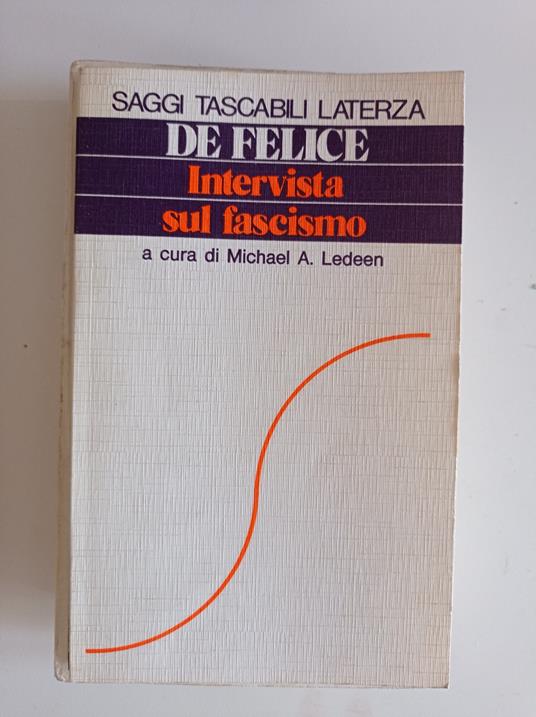 SAGGI TASCABILI LATERZA
DE FELICE
Intervista
sul fascismo
a cura di Michael A. Ledeen